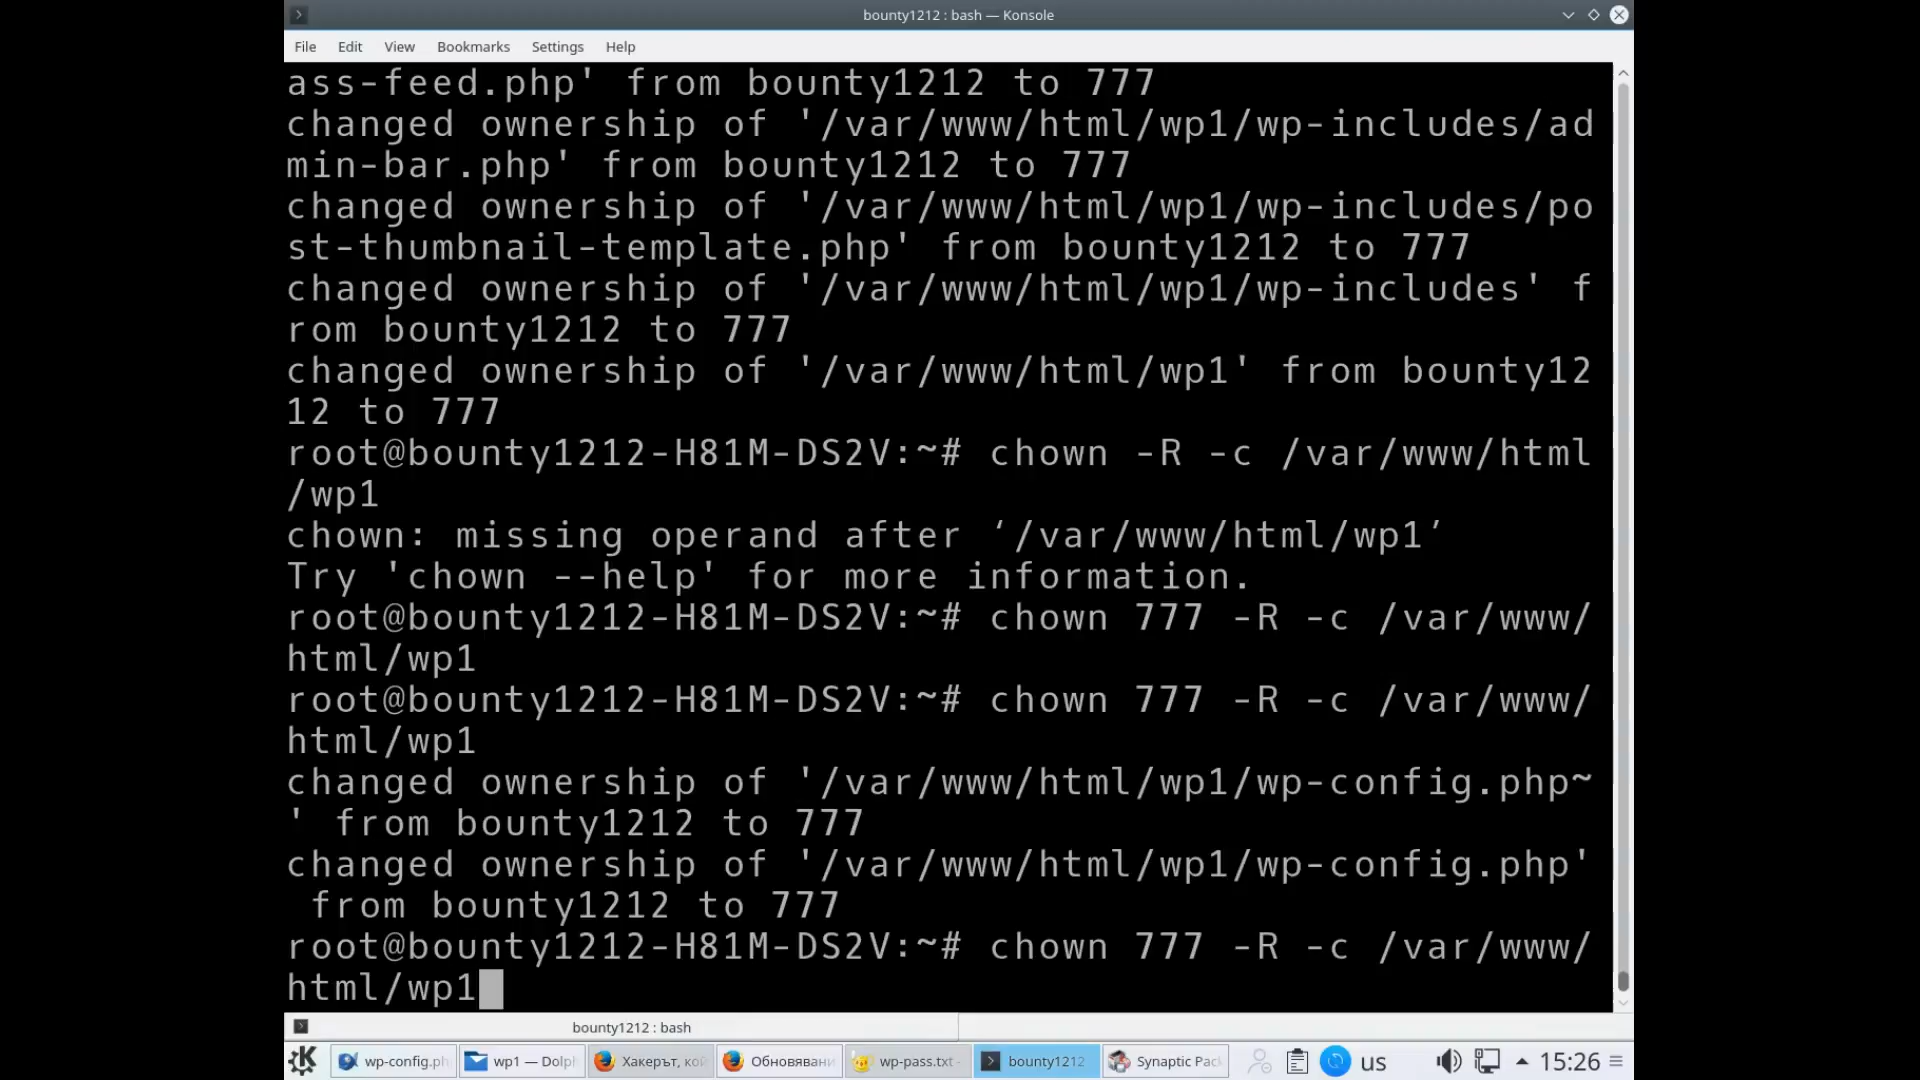 bounty1212 : bash — Konsole
File Edit View Bookmarks Settings Help
ass-feed.php' from bounty1212 to 777
changed ownership of '/var/www/html/wp1/wp-includes/ad
min-bar.php' from bounty1212 to 777
changed ownership of '/var/www/html/wp1/wp-includes/po
st-thumbnail-template.php' from bounty1212 to 777
changed ownership of '/var/www/html/wp1/wp-includes' f
rom bounty1212 to 777
changed ownership of '/var/www/html/wp1' from bounty12
12 to 777
root@bounty1212-H81M-DS2V:~# chown -R -c /var/www/html
/wp1
chown: missing operand after ‘/var/www/html/wp1’
Try 'chown --help' for more information.
root@bounty1212-H81M-DS2V:~# chown 777 -R -c /var/www/
html/wp1
root@bounty1212-H81M-DS2V:~# chown 777 -R -c /var/www/
html/wp1
changed ownership of '/var/www/html/wp1/wp-config.php~
' from bounty1212 to 777
changed ownership of '/var/www/html/wp1/wp-config.php'
 from bounty1212 to 777
root@bounty1212-H81M-DS2V:~# chown 777 -R -c /var/www/
html/wp1
bounty1212 : bash
wp-config.ph wp1 — Dolph Хакерът, кой Обновявани wp-pass.txt - bounty1212 Synaptic Pack us 15:26